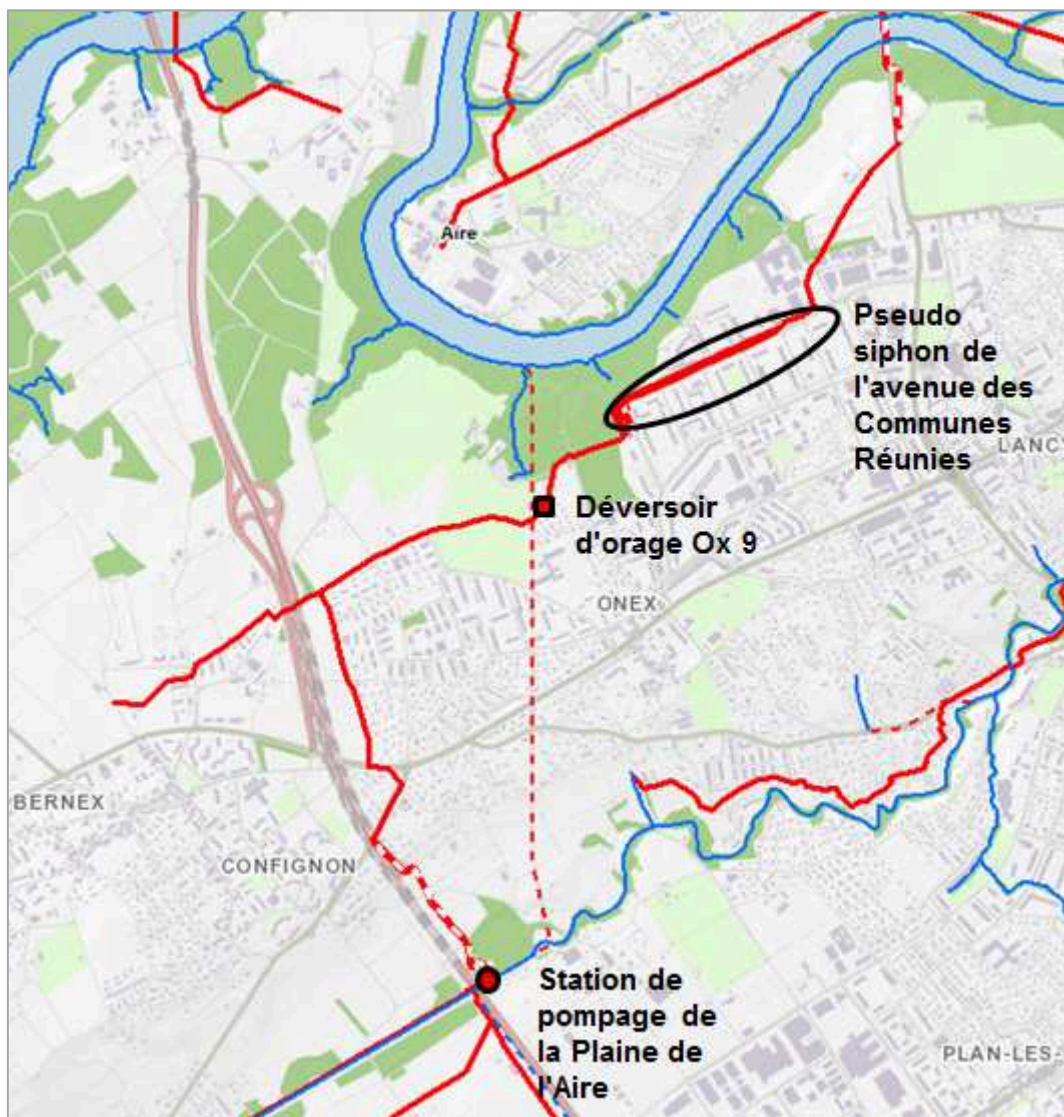 Aire
Pseudo
siphon de
l'avenue des
Communes
Réunies
LANC
Déversoir
d'orage Ox 9
ONEX
BERNEX
CONFIGNON
Station de
pompage de
la Plaine de
l'Aire
PLAN-LES-